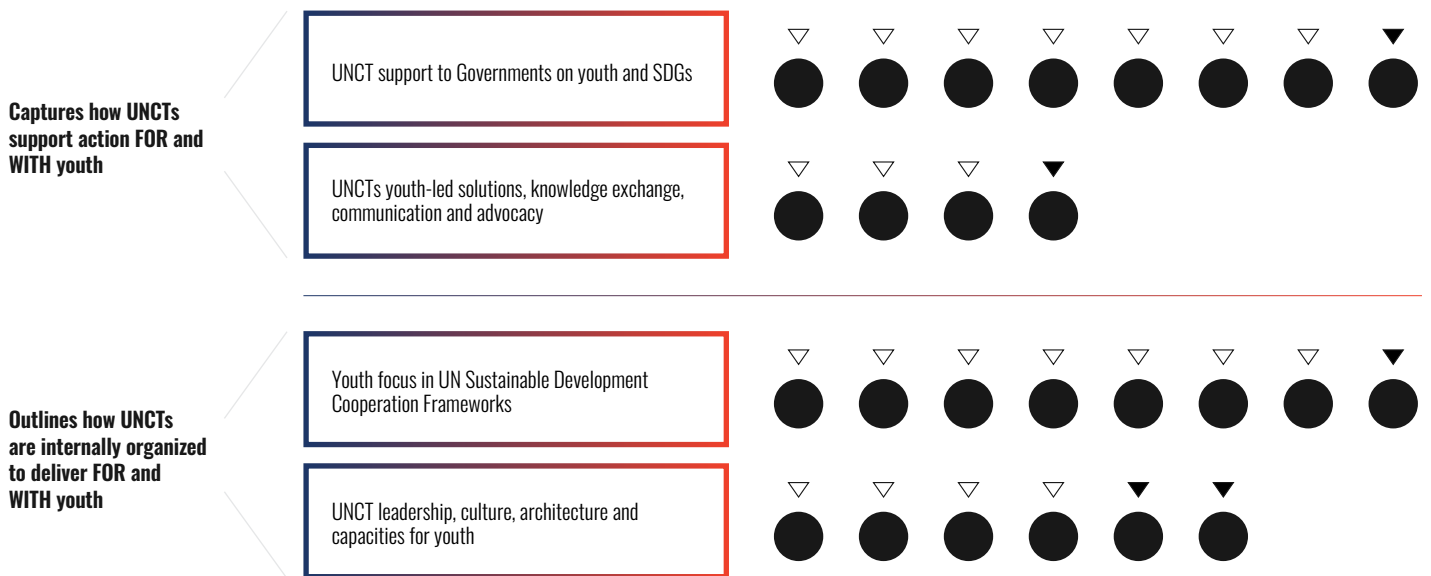 Captures how UNCTs
support action FOR and
WITH youth
UNCT support to Governments on youth and SDGs
UNCTs youth-led solutions, knowledge exchange,
communication and advocacy
Outlines how UNCTs
are internally organized
to deliver FOR and
WITH youth
Youth focus in UN Sustainable Development
Cooperation Frameworks
UNCT leadership, culture, architecture and
capacities for youth